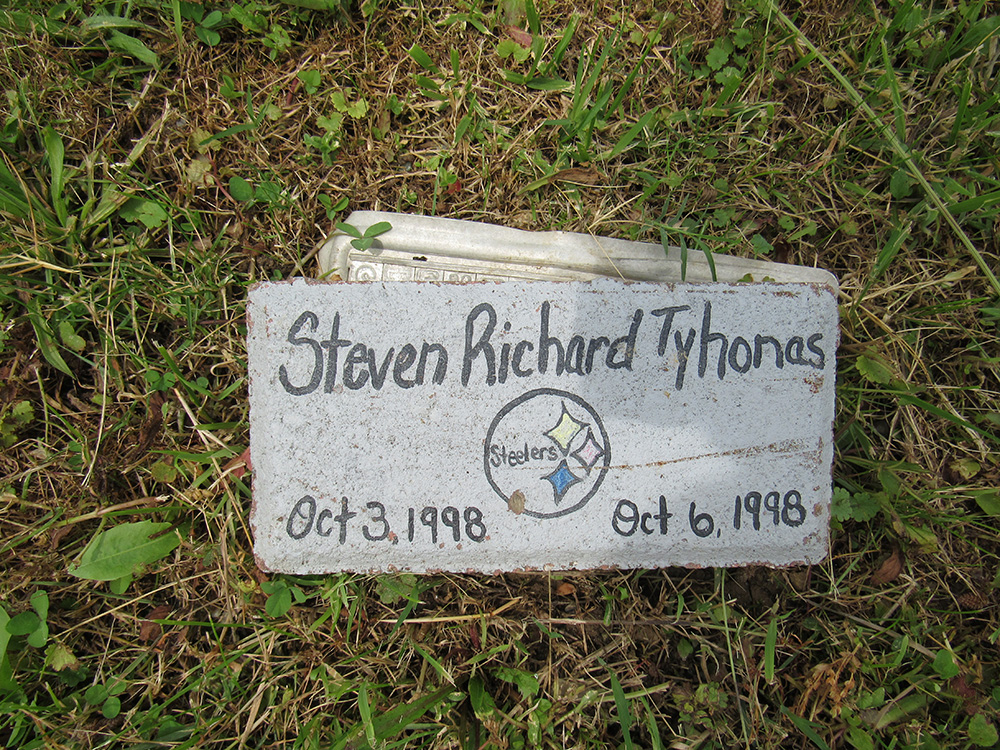 Steven Richard Tyhonas
Steelers
Oct 3, 1998
Oct 6, 1998